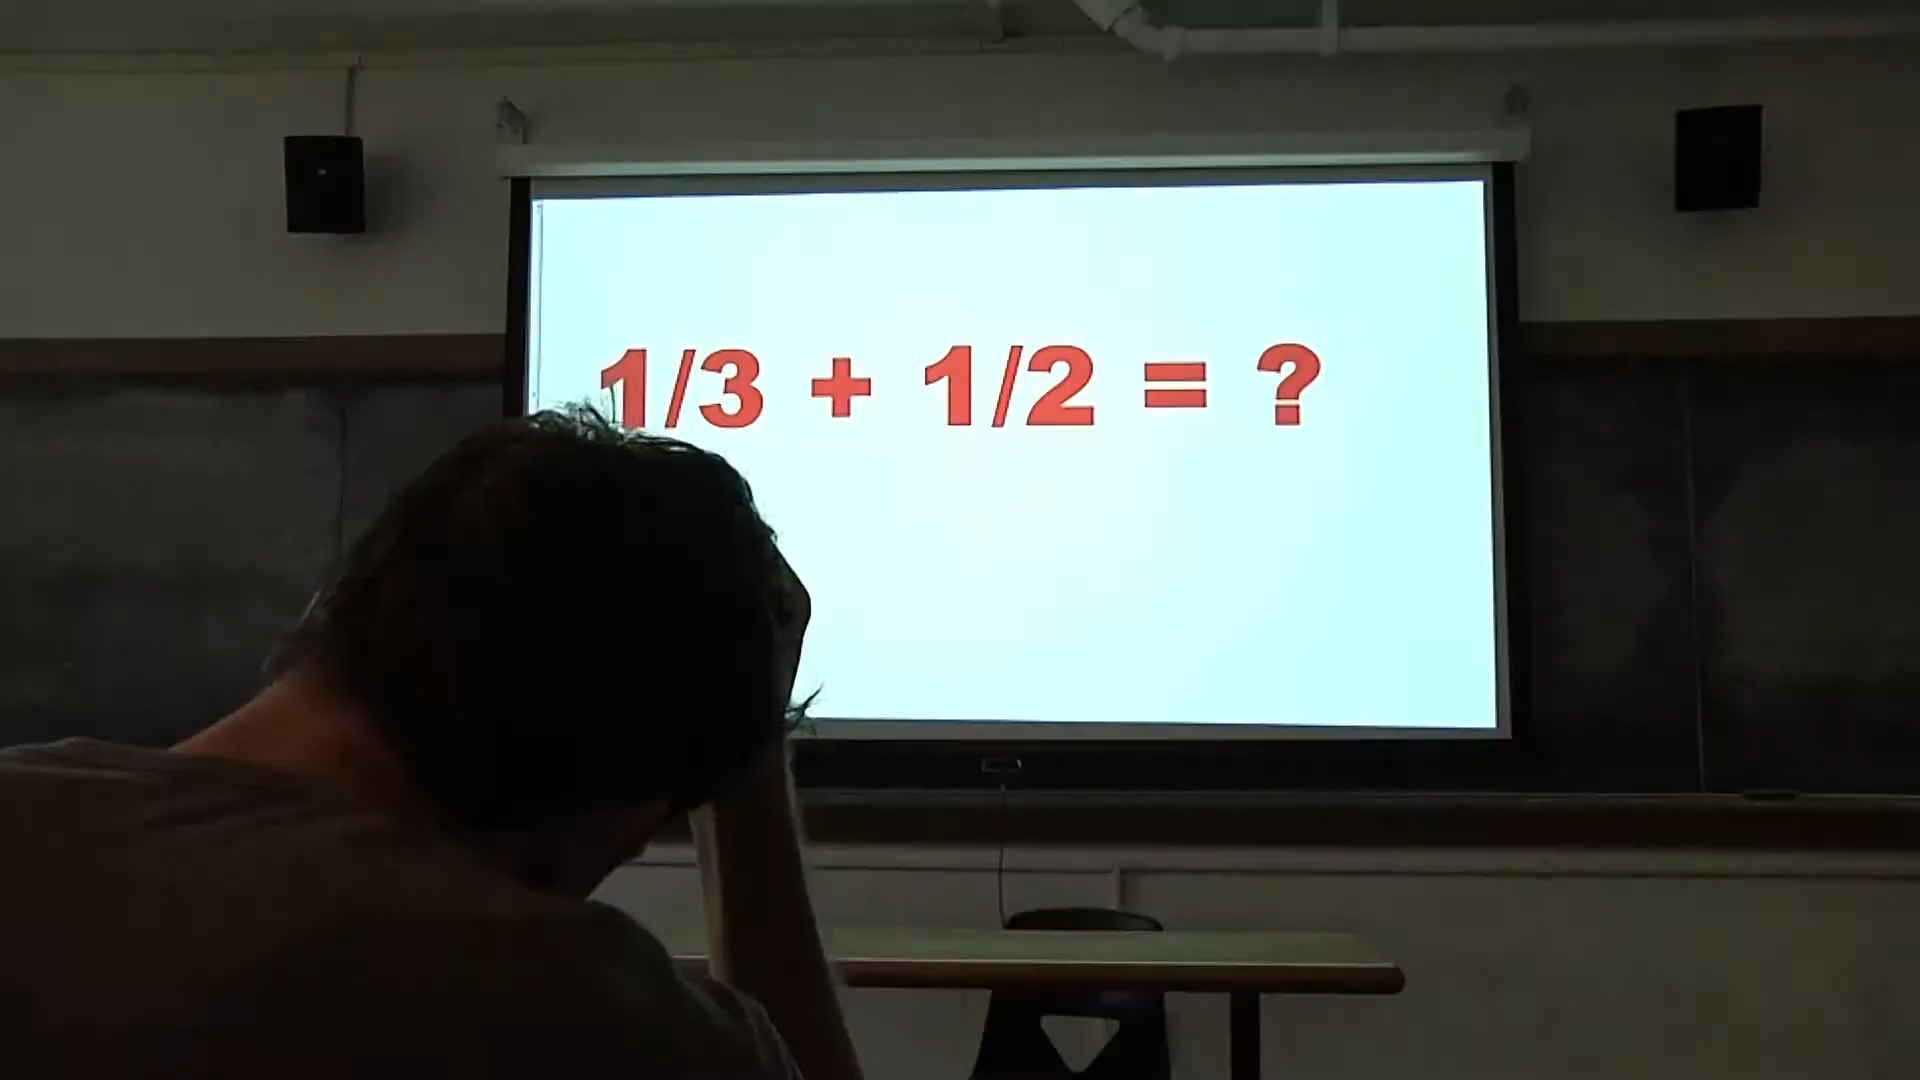 1/3 + 1/2 = ?